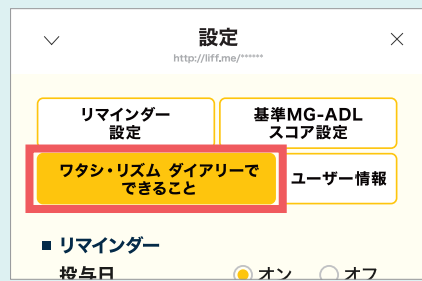 設定
http://liff.me/******
リマインダー
設定
基準MG-ADL
スコア設定
ワタシ・リズム ダイアリーで
できること
ユーザー情報
■ リマインダー
投与日
オン
オフ